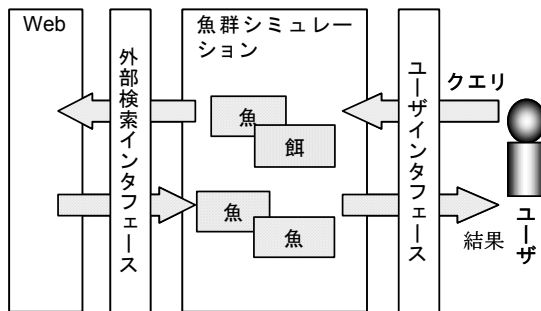 Web
外部検索インタフェース
魚群シミュレー
ション
魚
餌
魚
魚
ユーザインタフェース
クエリ
結果
ユーザ